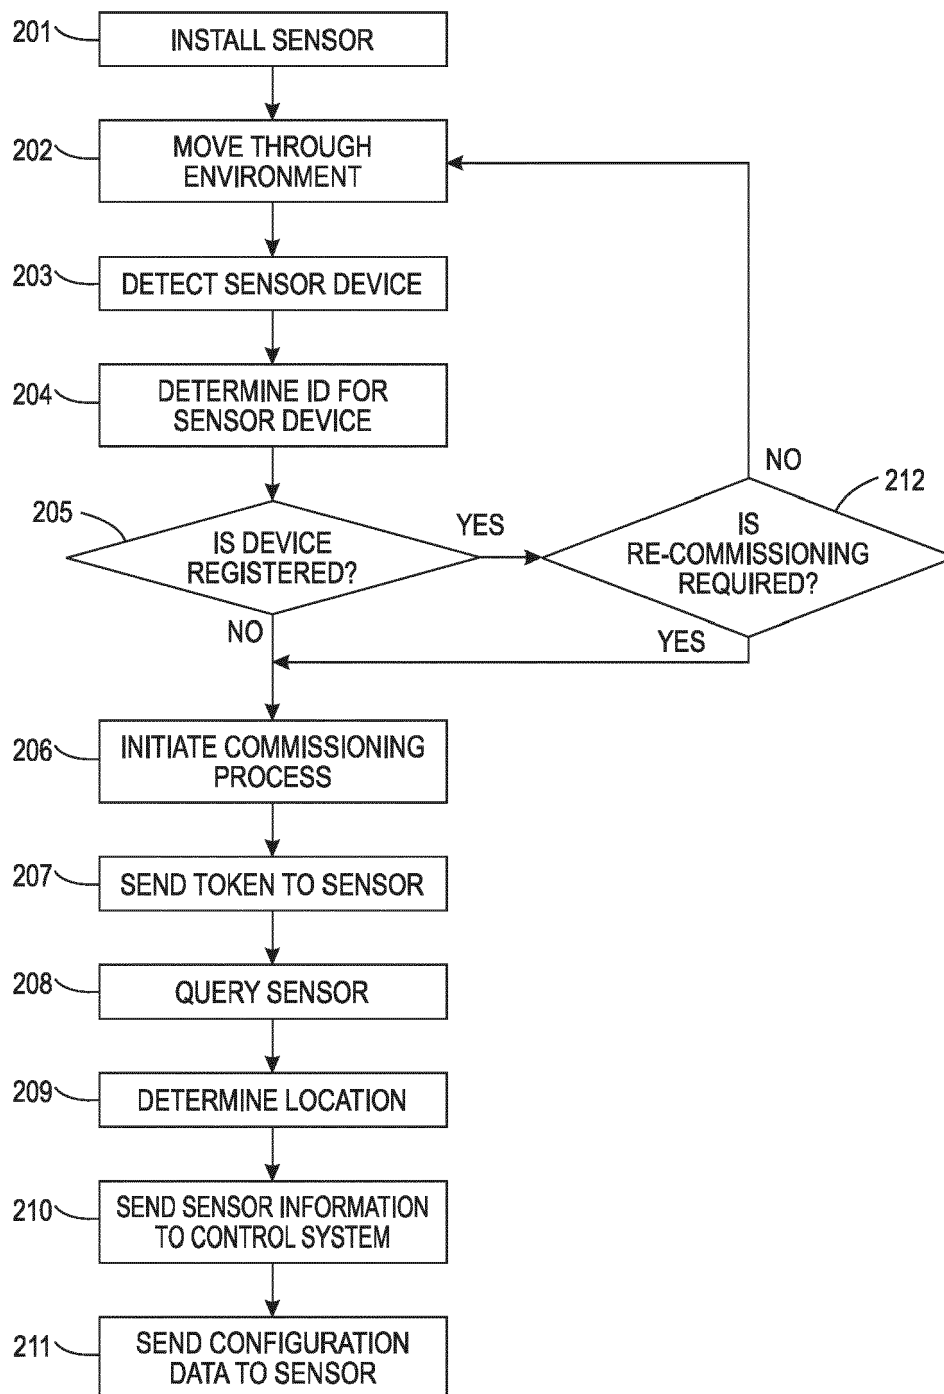 201
INSTALL SENSOR
202
MOVE THROUGH
ENVIRONMENT
203
DETECT SENSOR DEVICE
204
DETERMINE ID FOR
SENSOR DEVICE
205
IS DEVICE
REGISTERED?
YES
NO
212
IS
RE-COMMISSIONING
REQUIRED?
NO
YES
206
INITIATE COMMISSIONING
PROCESS
207
SEND TOKEN TO SENSOR
208
QUERY SENSOR
209
DETERMINE LOCATION
210
SEND SENSOR INFORMATION
TO CONTROL SYSTEM
211
SEND CONFIGURATION
DATA TO SENSOR